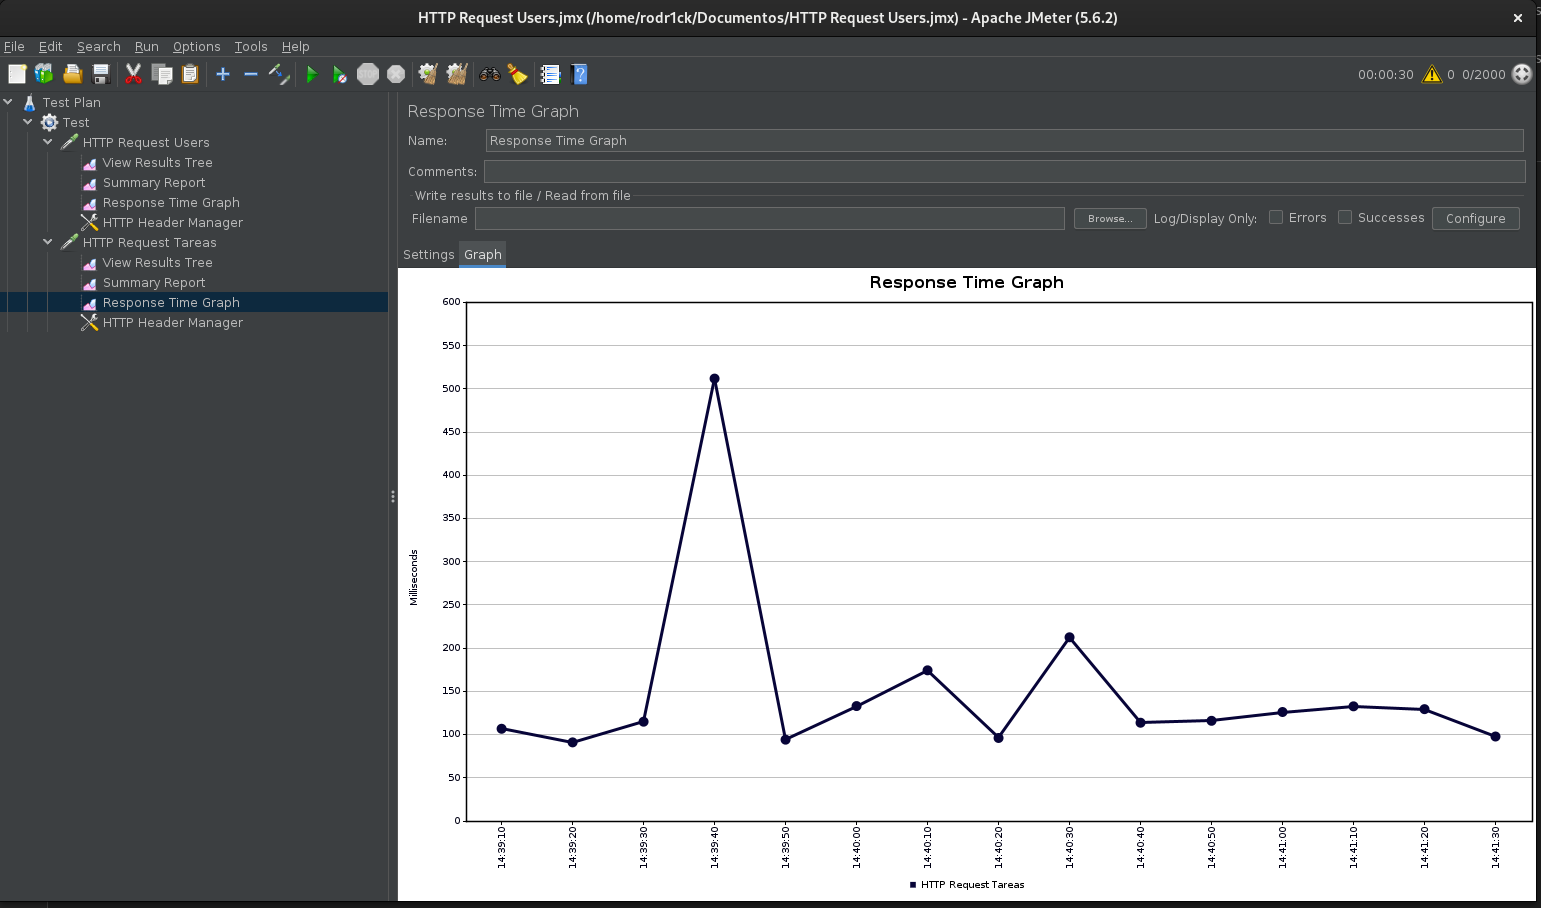 HTTP Request Users.jmx (/home/rodr1ck/Documentos/HTTP Request Users.jmx) - Apache JMeter (5.6.2)
File Edit Search Run Options Tools Help
00:00:30 0 0/2000
Test Plan
Test
HTTP Request Users
View Results Tree
Summary Report
Response Time Graph
HTTP Header Manager
HTTP Request Tareas
View Results Tree
Summary Report
Response Time Graph
HTTP Header Manager
Response Time Graph
Name: Response Time Graph
Comments:
Write results to file / Read from file
Filename Browse... Log/Display Only: Errors Successes Configure
Settings Graph
Response Time Graph
600
550
500
450
400
350
300
250
200
150
100
50
0
Milliseconds
14:39:10
14:39:20
14:39:30
14:39:40
14:39:50
14:40:00
14:40:10
14:40:20
14:40:30
14:40:40
14:40:50
14:41:00
14:41:10
14:41:20
14:41:30
HTTP Request Tareas